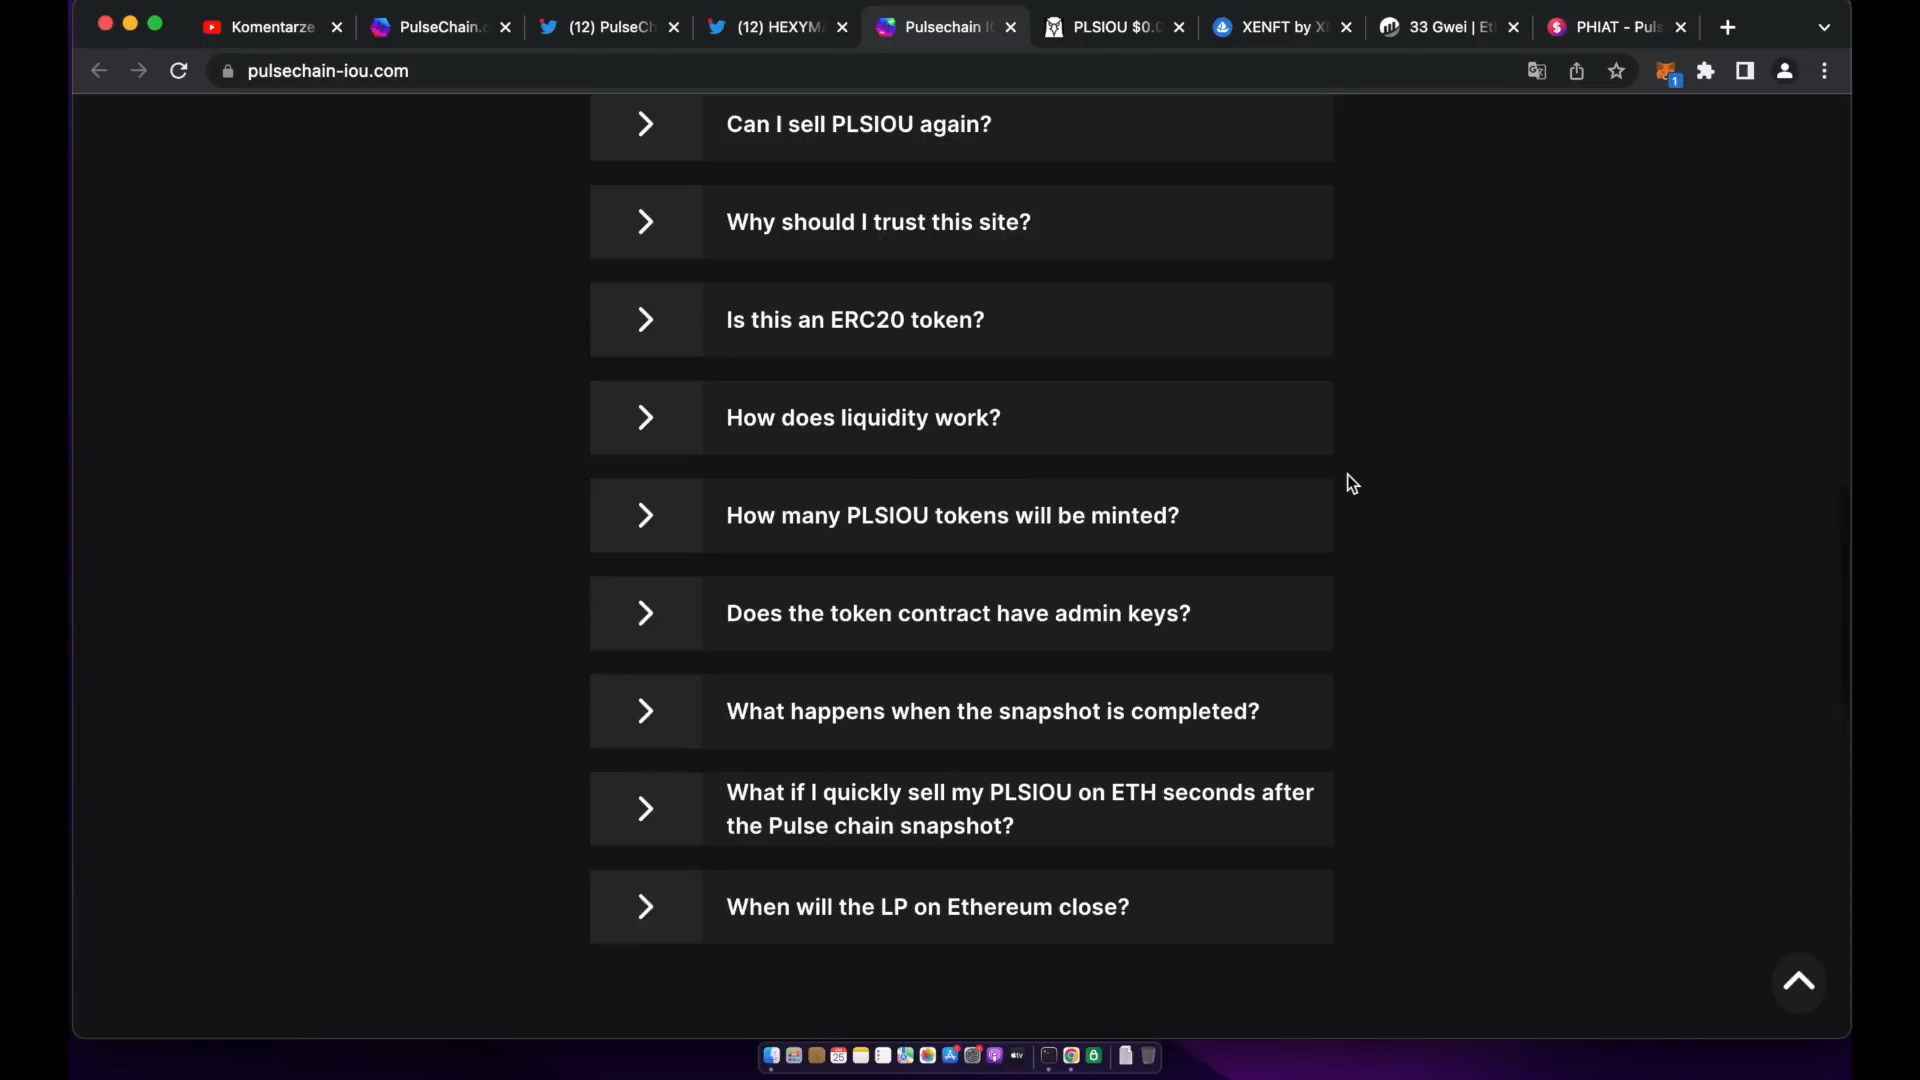 Komentarze
PulseChain.
(12) PulseCh
(12) HEXYM
Pulsechain I
PLSIOU $0.0
XENFT by X
33 Gwei | Et
PHIAT - Puls
pulsechain-iou.com
1
Can I sell PLSIOU again?
Why should I trust this site?
Is this an ERC20 token?
How does liquidity work?
How many PLSIOU tokens will be minted?
Does the token contract have admin keys?
What happens when the snapshot is completed?
What if I quickly sell my PLSIOU on ETH seconds after
the Pulse chain snapshot?
When will the LP on Ethereum close?
25
tv